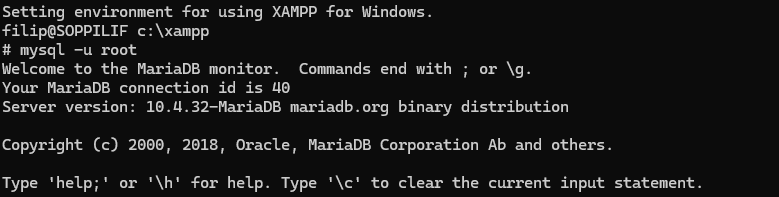 Setting environment for using XAMPP for Windows.
filip@SOPPILIF c:\xampp
# mysql -u root
Welcome to the MariaDB monitor.  Commands end with ; or \g.
Your MariaDB connection id is 40
Server version: 10.4.32-MariaDB mariadb.org binary distribution

Copyright (c) 2000, 2018, Oracle, MariaDB Corporation Ab and others.

Type 'help;' or '\h' for help. Type '\c' to clear the current input statement.